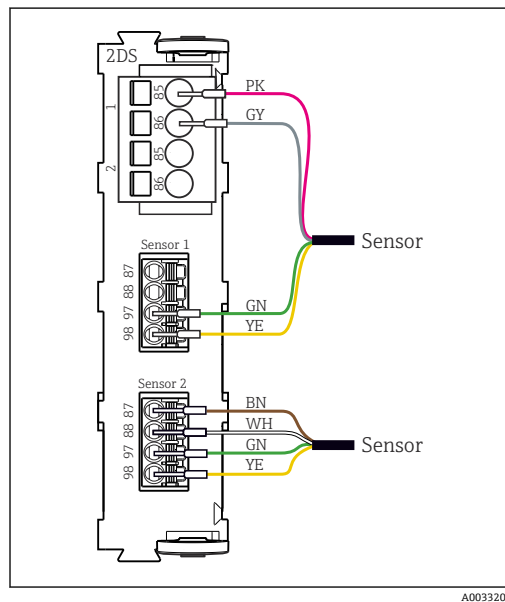 2DS
1
85
PK
86
GY
2
85
86
Sensor
Sensor 1
87
88
97
GN
98
YE
Sensor 2
87
BN
88
WH
97
GN
Sensor
98
YE
A003320